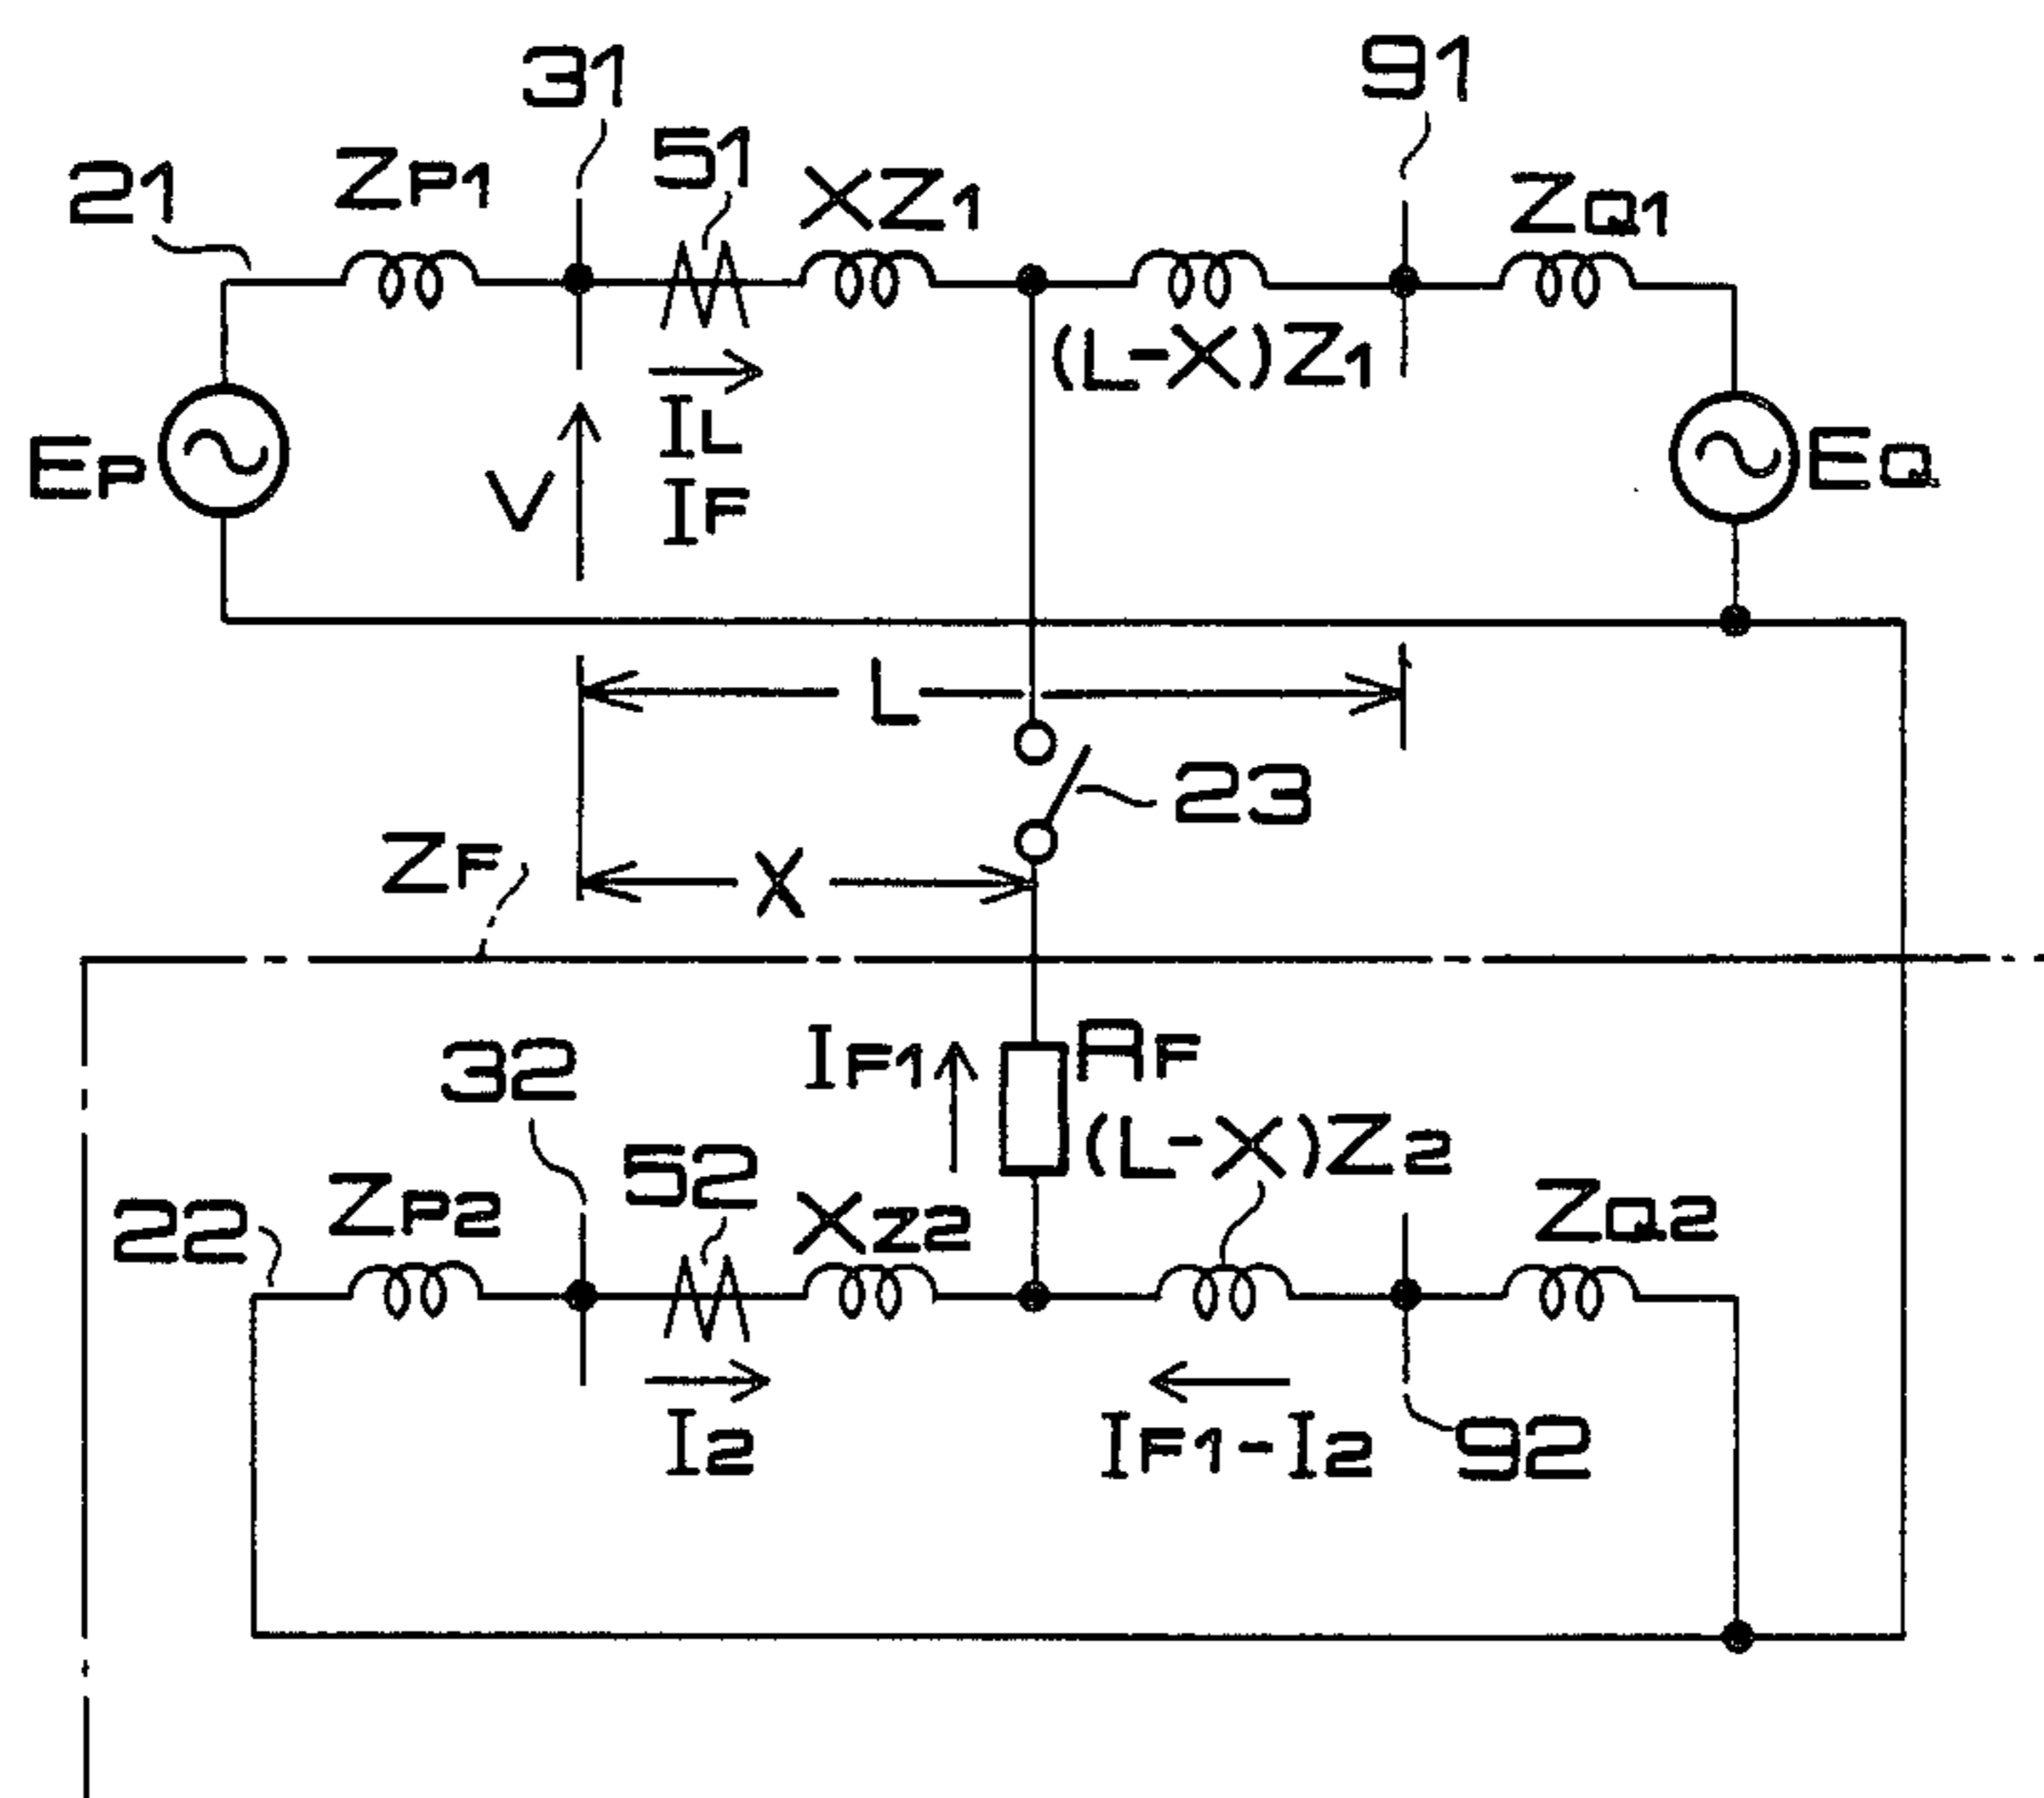 31
91
51
21
ZP1
XZ1
ZQ1
(L-X)Z1
IL
EP
EQ
V
IF
L
23
ZF
X
IF1
RF
32
(L-X)Z2
52
22
ZP2
XZ2
ZQ2
I2
IF1-I2
92